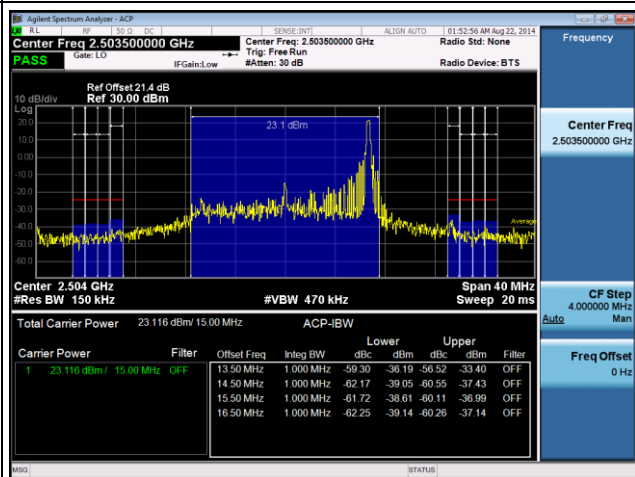 Agilent Spectrum Analyzer - ACP
RL RF 50 Ω DC SENSE:INT ALIGN AUTO 01:52:56 AM Aug 22, 2014
Center Freq 2.503500000 GHz Center Freq: 2.503500000 GHz Radio Std: None Frequency
PASS Gate: LO IFGain:Low Trig: Free Run
#Atten: 30 dB Radio Device: BTS
Ref Offset 21.4 dB
10 dB/div Ref 30.00 dBm
Log
20.0
10.0
0.00
-10.0
-20.0
-30.0
-40.0
-50.0
-60.0
23.1 dBm
Average
Center Freq
2.503500000 GHz
Center 2.504 GHz Span 40 MHz
#Res BW 150 kHz #VBW 470 kHz Sweep 20 ms
CF Step
4.000000 MHz
Auto Man
Total Carrier Power 23.116 dBm/ 15.00 MHz ACP-IBW
Lower Upper
Carrier Power Filter Offset Freq Integ BW dBc dBm dBc dBm Filter
1 23.116 dBm / 15.00 MHz OFF 13.50 MHz 1.000 MHz -59.30 -36.19 -56.52 -33.40 OFF
14.50 MHz 1.000 MHz -62.17 -39.05 -60.55 -37.43 OFF
15.50 MHz 1.000 MHz -61.72 -38.61 -60.11 -36.99 OFF
16.50 MHz 1.000 MHz -62.25 -39.14 -60.26 -37.14 OFF
Freq Offset
0 Hz
MSG STATUS